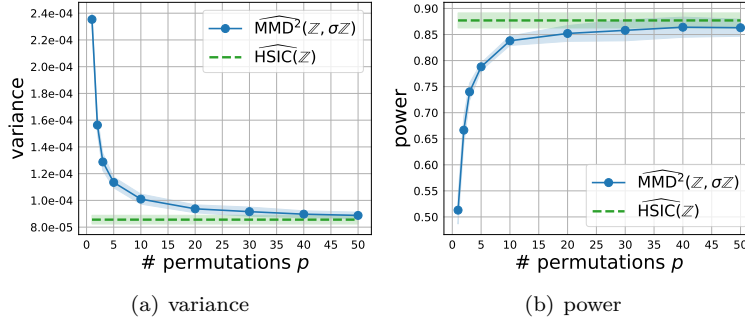 2.4e-04
2.2e-04
2.0e-04
1.8e-04
1.6e-04
1.4e-04
1.2e-04
1.0e-04
8.0e-05
variance
MMD²(ℤ, σℤ)
HSIC(ℤ)
0 5 10 15 20 25 30 35 40 45 50
# permutations p
(a) variance
0.90
0.85
0.80
0.75
0.70
0.65
0.60
0.55
0.50
power
MMD²(ℤ, σℤ)
HSIC(ℤ)
0 5 10 15 20 25 30 35 40 45 50
# permutations p
(b) power